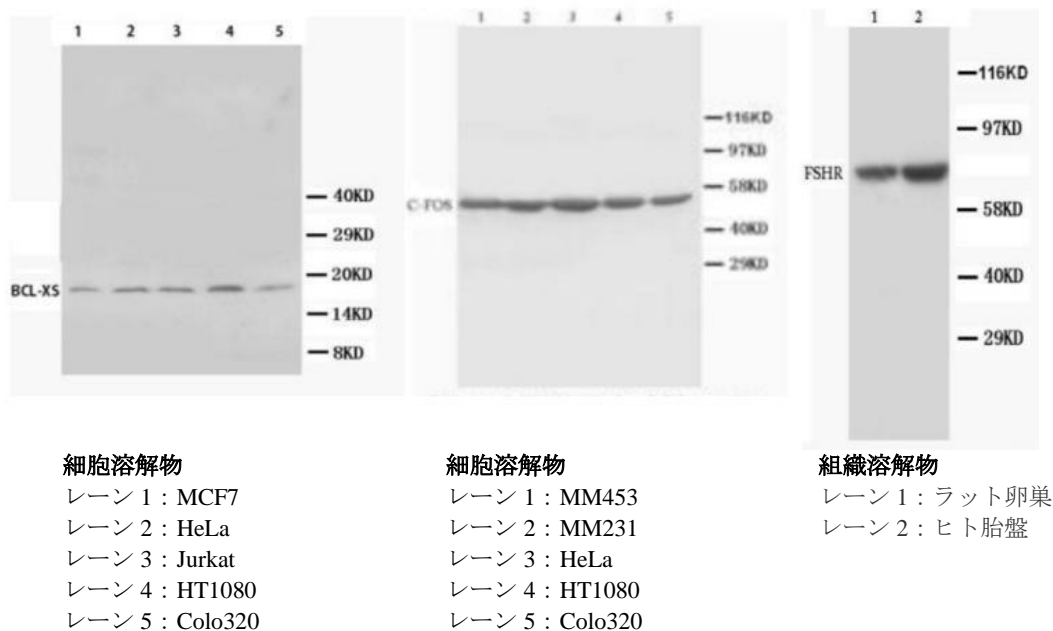 1 2 3 4 5
40KD
29KD
20KD
BCL-XS
14KD
8KD
1 2 3 4 5
116KD
97KD
58KD
C-FOS
40KD
29KD
1 2
116KD
97KD
FSHR
58KD
40KD
29KD
細胞溶解物
レーン 1：MCF7
レーン 2：HeLa
レーン 3：Jurkat
レーン 4：HT1080
レーン 5：Colo320
細胞溶解物
レーン 1：MM453
レーン 2：MM231
レーン 3：HeLa
レーン 4：HT1080
レーン 5：Colo320
組織溶解物
レーン 1：ラット卵巣
レーン 2：ヒト胎盤